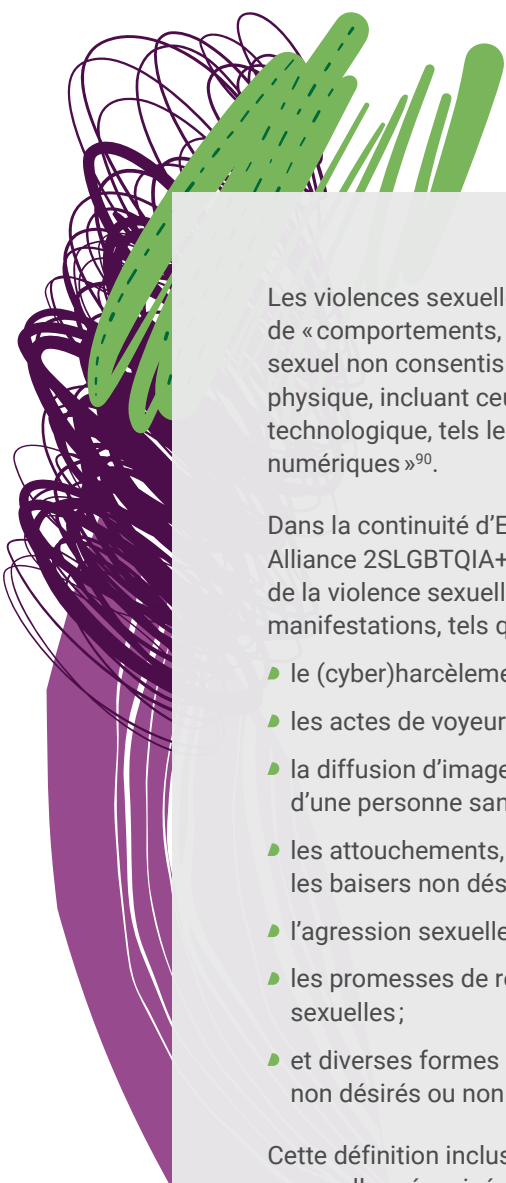 Les violences sexuell
de « comportements,
sexuel non consentis
physique, incluant ce
technologique, tels le
numériques »⁹⁰.
Dans la continuité d’E
Alliance 2SLGBTQIA+
de la violence sexuell
manifestations, tels q
le (cyber)harcèleme
les actes de voyeur
la diffusion d’image
d’une personne san
les attouchements,
les baisers non dés
l’agression sexuelle
les promesses de r
sexuelles ;
et diverses formes
non désirés ou non
Cette définition inclus